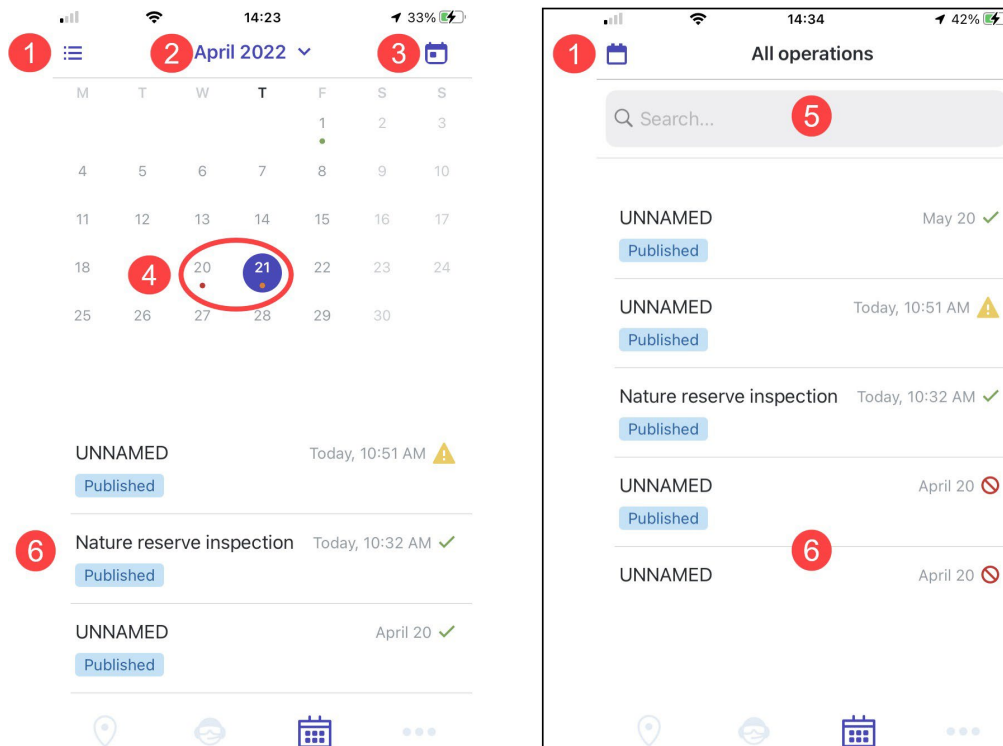 14:23
33%
1
2 April 2022
3
M T W T F S S
1 2 3
4 5 6 7 8 9 10
11 12 13 14 15 16 17
18 4 20 21 22 23 24
25 26 27 28 29 30
UNNAMED Today, 10:51 AM
Published
6
Nature reserve inspection Today, 10:32 AM
Published
UNNAMED April 20
Published
14:34
42%
1
All operations
Search... 5
UNNAMED May 20
Published
UNNAMED Today, 10:51 AM
Published
Nature reserve inspection Today, 10:32 AM
Published
UNNAMED April 20
Published
6
UNNAMED April 20